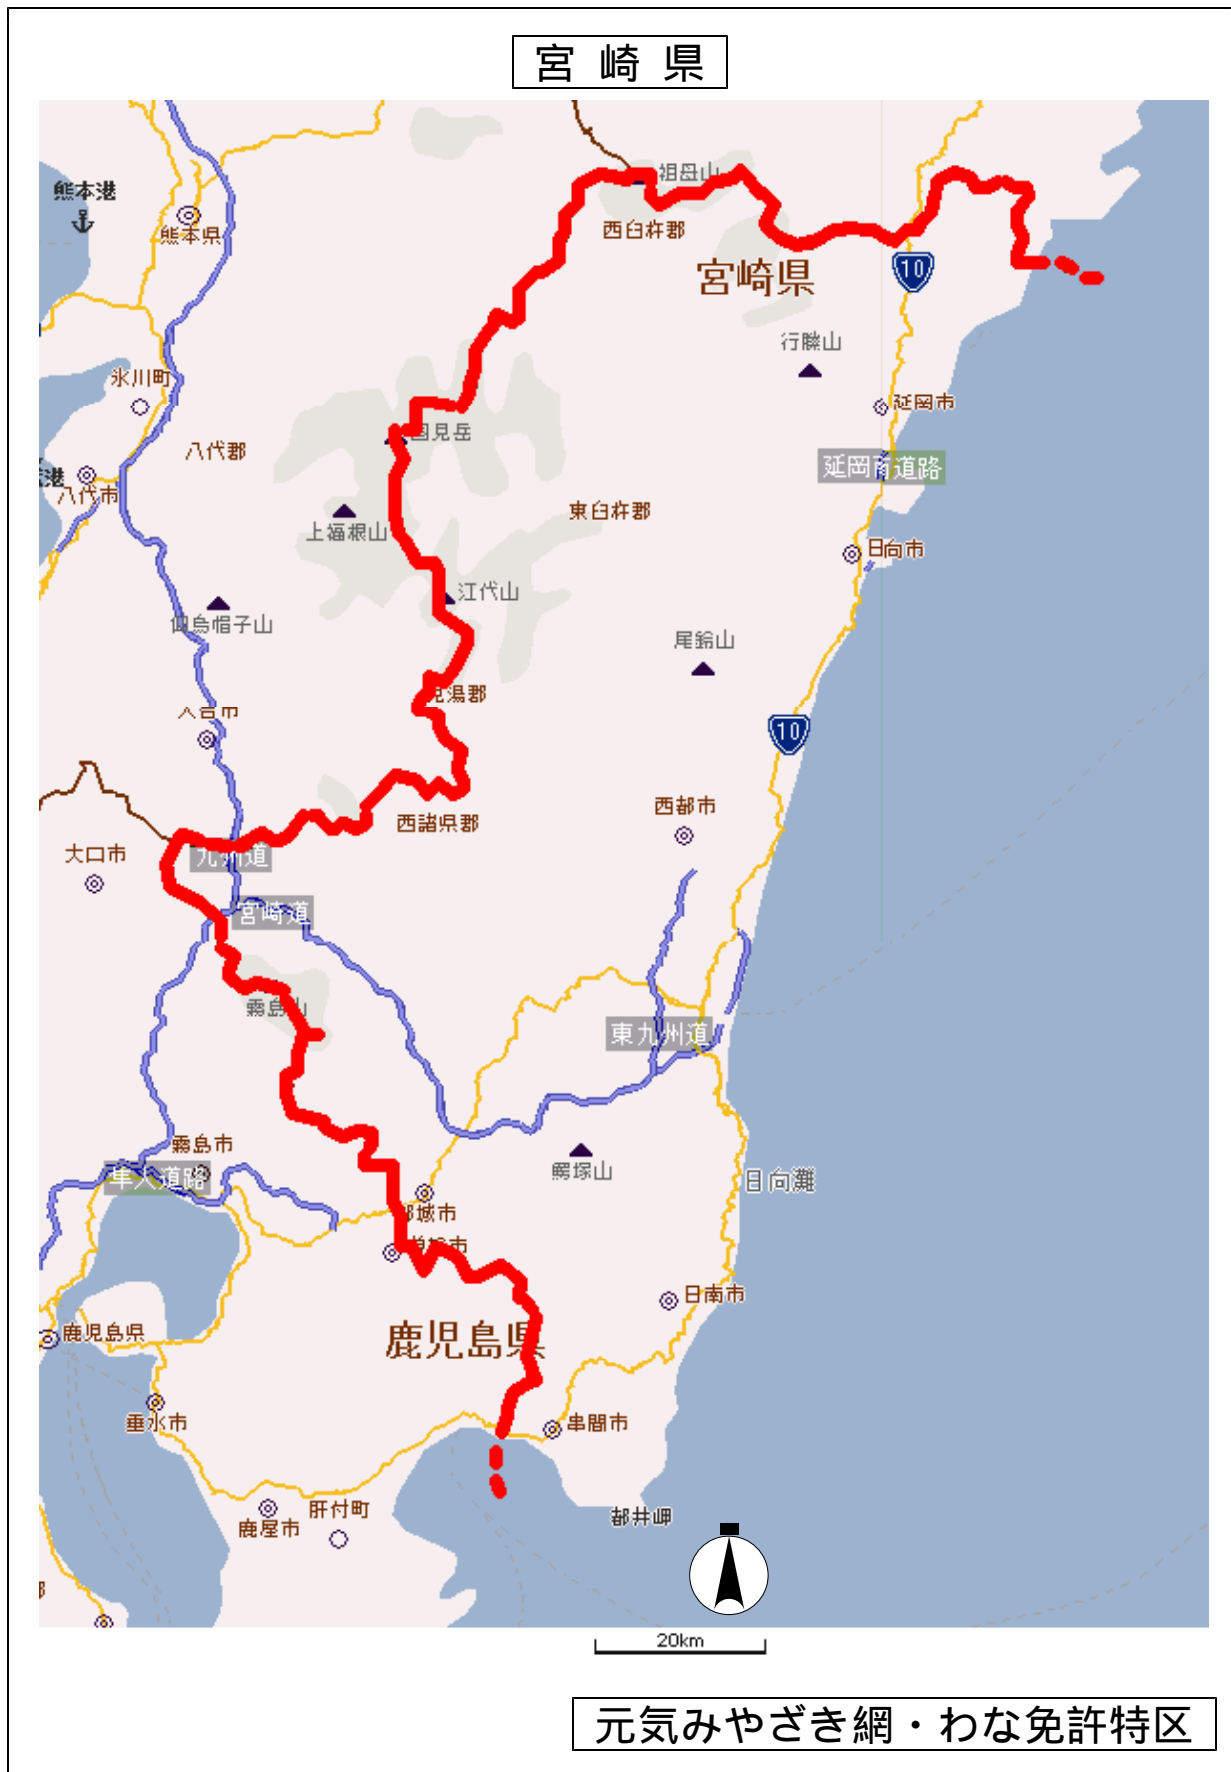 宮崎県
祖母山
熊本港
熊本県
西臼杵郡
宮崎県
10
行縢山
氷川町
延岡市
国見岳
八代郡
延岡南道路
港
八代市
東臼杵郡
上福根山
日向市
江代山
仰烏帽子山
尾鈴山
見湯郡
人吉市
10
西都市
西諸県郡
大口市
九州道
宮崎道
霧島山
東九州道
霧島市
鰐塚山
隼人道路
日向灘
都城市
日南市
鹿児島県
鹿児島県
垂水市
串間市
肝付町
鹿屋市
都井岬
20km
元気みやざき網・わな免許特区